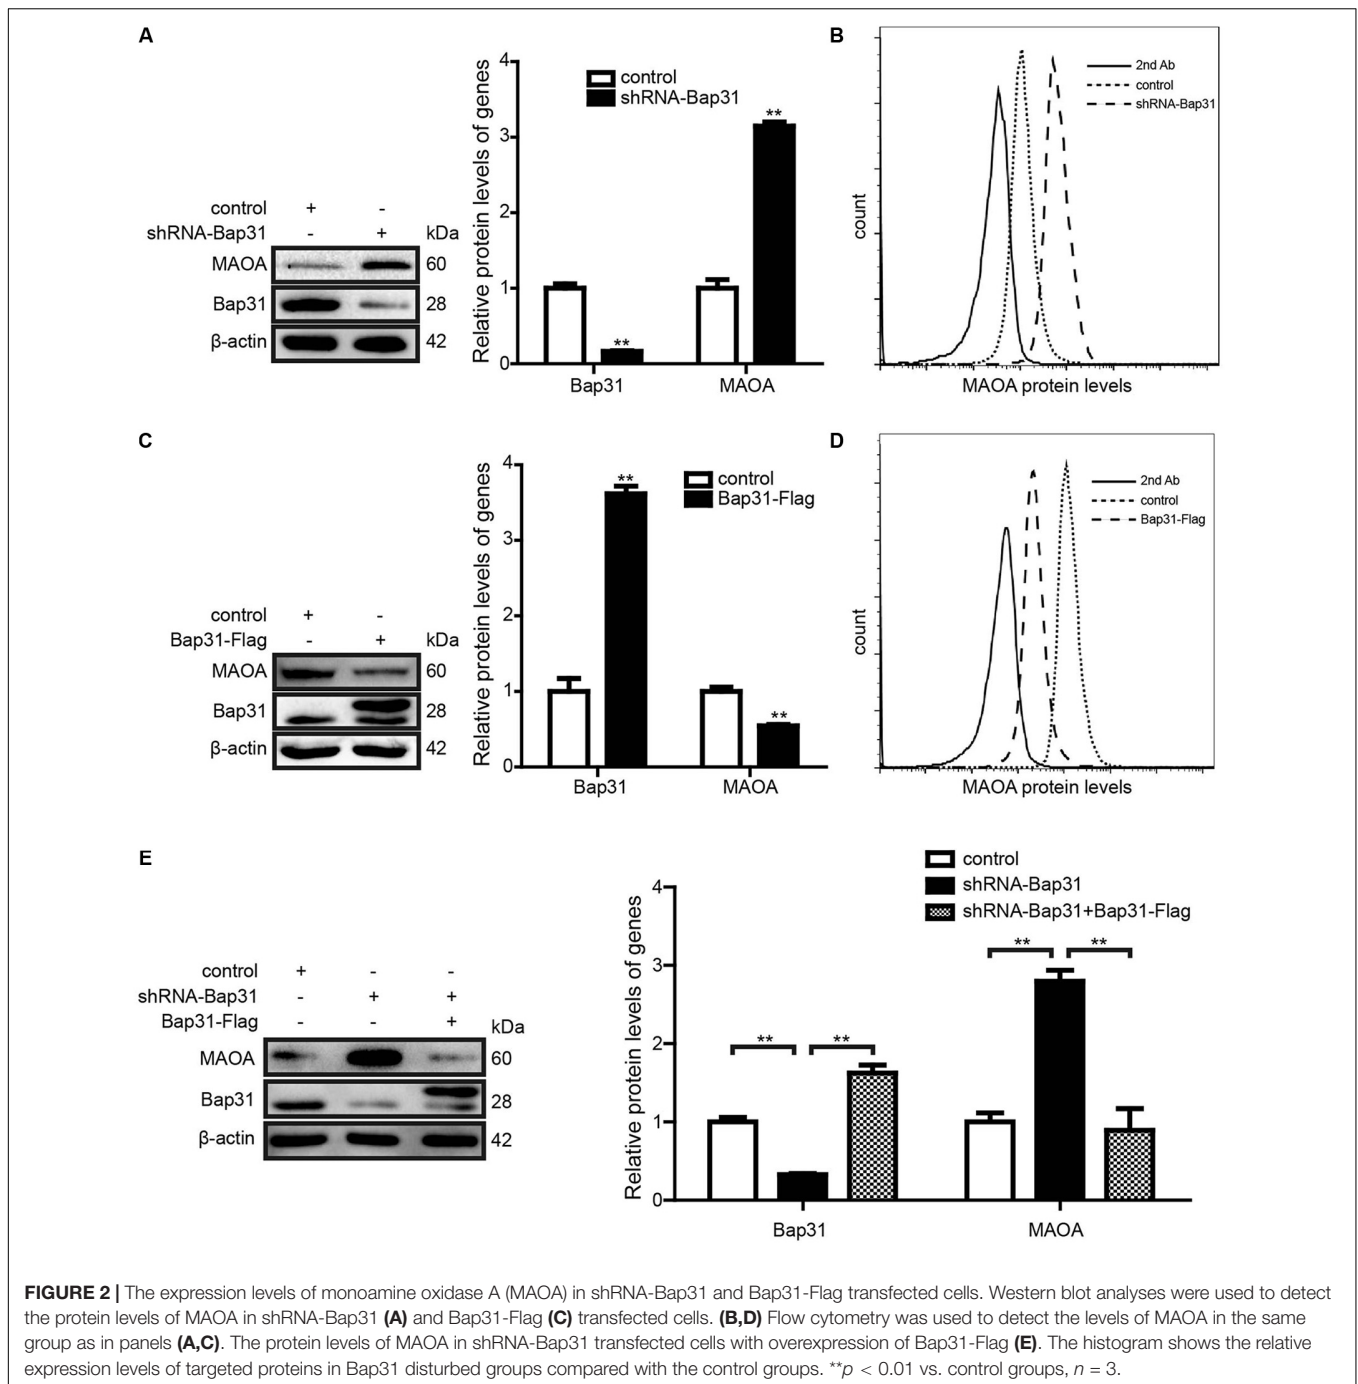 A
control + -
shRNA-Bap31 - + kDa
MAOA 60
Bap31 28
β-actin 42
Relative protein levels of genes
4
3
2
1
0
control
shRNA-Bap31
**
**
Bap31 MAOA
B
count
2nd Ab
control
shRNA-Bap31
MAOA protein levels
C
control + -
Bap31-Flag - + kDa
MAOA 60
Bap31 28
β-actin 42
Relative protein levels of genes
4
3
2
1
0
control
Bap31-Flag
**
**
Bap31 MAOA
D
count
2nd Ab
control
Bap31-Flag
MAOA protein levels
E
control + - -
shRNA-Bap31 - + +
Bap31-Flag - - + kDa
MAOA 60
Bap31 28
β-actin 42
Relative protein levels of genes
4
3
2
1
0
control
shRNA-Bap31
shRNA-Bap31+Bap31-Flag
** **
** **
Bap31 MAOA
FIGURE 2 | The expression levels of monoamine oxidase A (MAOA) in shRNA-Bap31 and Bap31-Flag transfected cells. Western blot analyses were used to detect
the protein levels of MAOA in shRNA-Bap31 (A) and Bap31-Flag (C) transfected cells. (B,D) Flow cytometry was used to detect the levels of MAOA in the same
group as in panels (A,C). The protein levels of MAOA in shRNA-Bap31 transfected cells with overexpression of Bap31-Flag (E). The histogram shows the relative
expression levels of targeted proteins in Bap31 disturbed groups compared with the control groups. **p < 0.01 vs. control groups, n = 3.